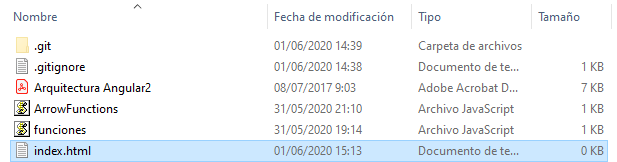 Nombre Fecha de modificación Tipo Tamaño
.git 01/06/2020 14:39 Carpeta de archivos
.gitignore 01/06/2020 14:38 Documento de te... 1 KB
Arquitectura Angular2 08/07/2017 9:03 Adobe Acrobat D... 7 KB
ArrowFunctions 31/05/2020 21:10 Archivo JavaScript 1 KB
funciones 31/05/2020 19:14 Archivo JavaScript 1 KB
index.html 01/06/2020 15:13 Documento de te... 0 KB